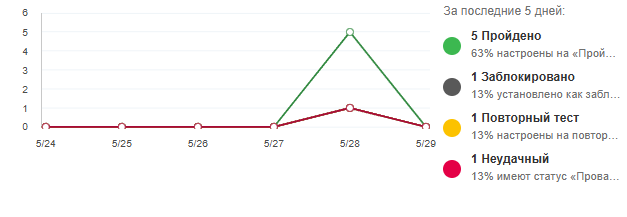 За последние 5 дней:
6
5
4
3
2
1
0
5/24 5/25 5/26 5/27 5/28 5/29
5 Пройдено
63% настроены на «Прой…
1 Заблокировано
13% установлено как забл…
1 Повторный тест
13% настроены на повтор…
1 Неудачный
13% имеют статус «Прова…